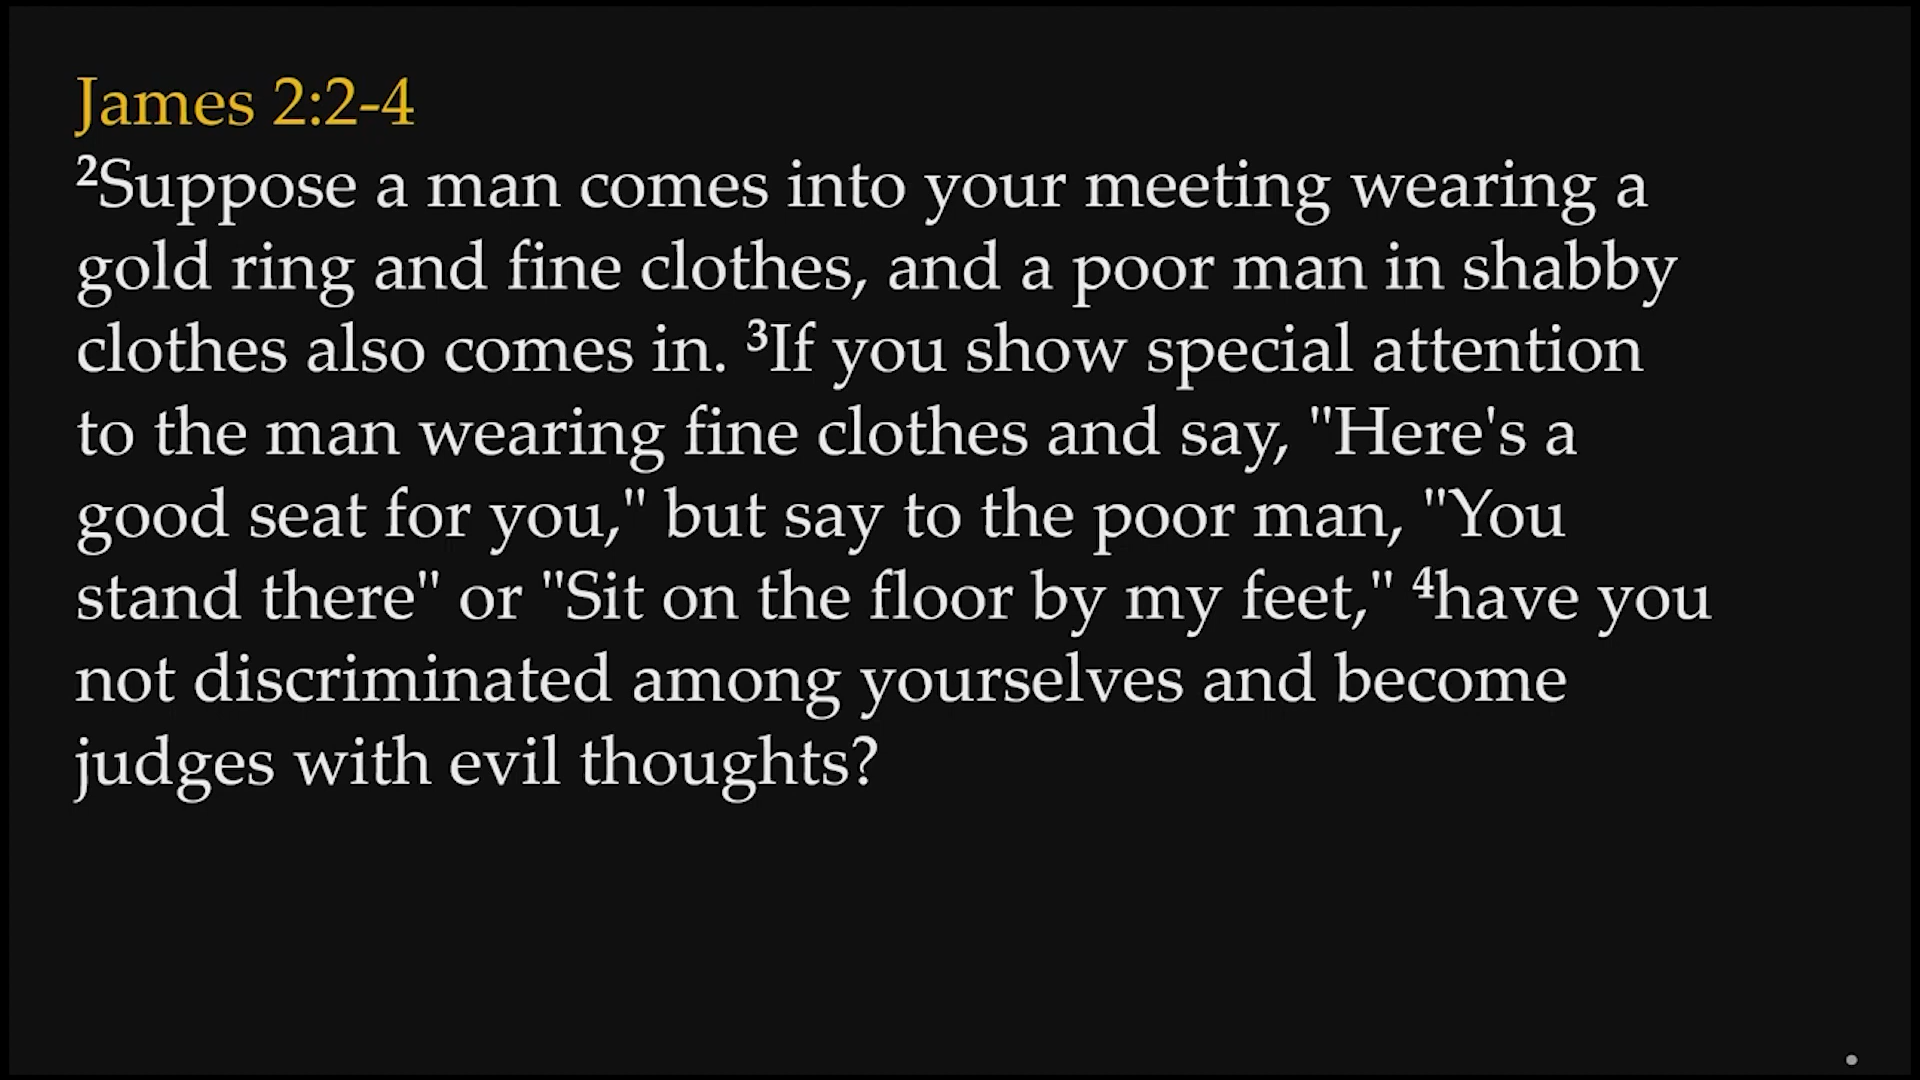 James 2:2-4
²Suppose a man comes into your meeting wearing a
gold ring and fine clothes, and a poor man in shabby
clothes also comes in. ³If you show special attention
to the man wearing fine clothes and say, "Here's a
good seat for you," but say to the poor man, "You
stand there" or "Sit on the floor by my feet," ⁴have you
not discriminated among yourselves and become
judges with evil thoughts?